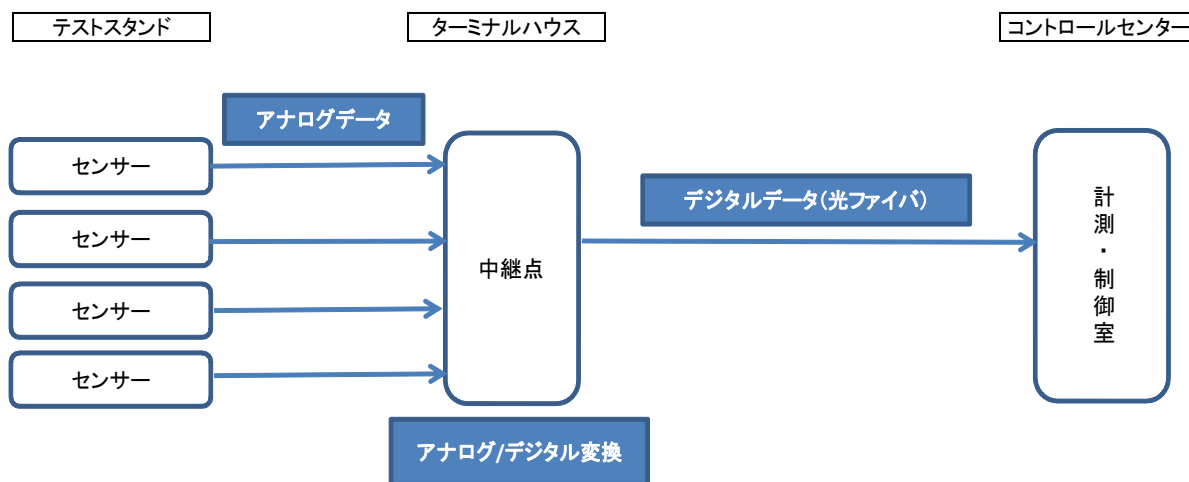 テストスタンド
ターミナルハウス
コントロールセンター
アナログデータ
センサー
センサー
センサー
センサー
中継点
デジタルデータ(光ファイバ)
計測・制御室
アナログ/デジタル変換